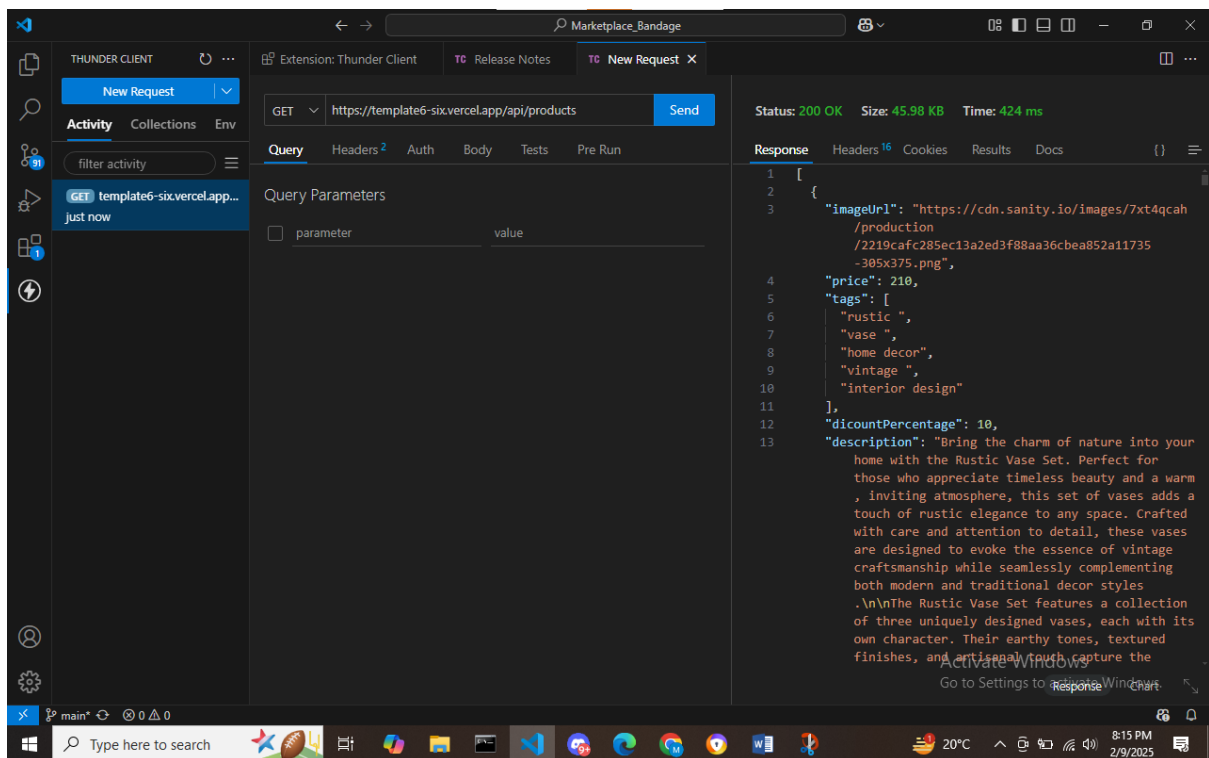 Marketplace_Bandage
THUNDER CLIENT
New Request
Activity Collections Env
filter activity
GET template6-six.vercel.app...
just now
91
1
Extension: Thunder Client
TC Release Notes
TC New Request
GET https://template6-six.vercel.app/api/products Send
Query Headers 2 Auth Body Tests Pre Run
Query Parameters
parameter value
Status: 200 OK Size: 45.98 KB Time: 424 ms
Response Headers 16 Cookies Results Docs {}
1 [
2 {
3 "imageUrl": "https://cdn.sanity.io/images/7xt4qcah
/production
/2219cafc285ec13a2ed3f88aa36cbea852a11735
-305x375.png",
4 "price": 210,
5 "tags": [
6 "rustic ",
7 "vase ",
8 "home decor",
9 "vintage ",
10 "interior design"
11 ],
12 "dicountPercentage": 10,
13 "description": "Bring the charm of nature into your
home with the Rustic Vase Set. Perfect for
those who appreciate timeless beauty and a warm
, inviting atmosphere, this set of vases adds a
touch of rustic elegance to any space. Crafted
with care and attention to detail, these vases
are designed to evoke the essence of vintage
craftsmanship while seamlessly complementing
both modern and traditional decor styles
.\n\nThe Rustic Vase Set features a collection
of three uniquely designed vases, each with its
own character. Their earthy tones, textured
finishes, and artisanal touch capture the
Activate Windows
Go to Settings to activate Windows.
Response Chart
main* 0 0
Type here to search
99+
20°C
8:15 PM
2/9/2025